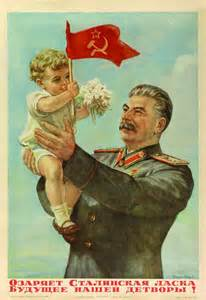 Озаряет Сталинская ласка
будущее нашей детворы!